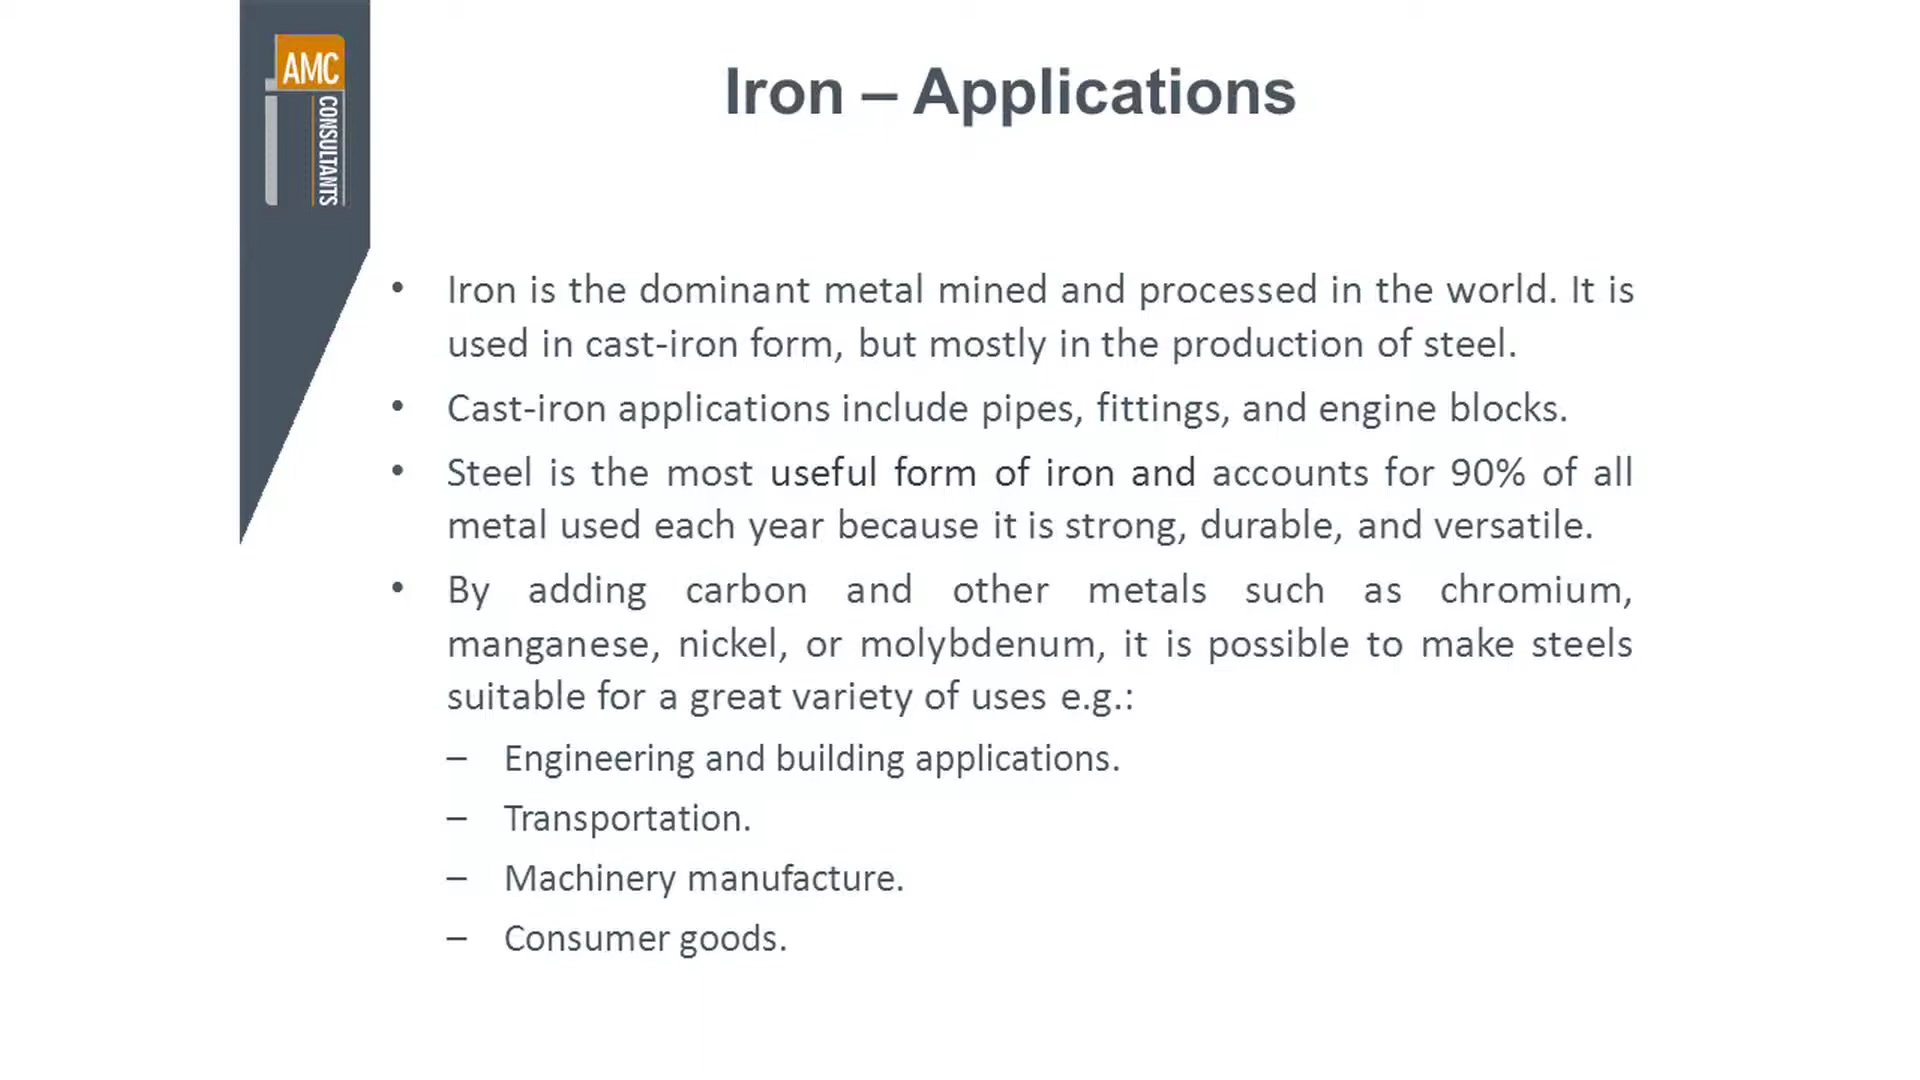 AMC
CONSULTANTS
Iron – Applications
• Iron is the dominant metal mined and processed in the world. It is
used in cast-iron form, but mostly in the production of steel.
• Cast-iron applications include pipes, fittings, and engine blocks.
• Steel is the most useful form of iron and accounts for 90% of all
metal used each year because it is strong, durable, and versatile.
• By adding carbon and other metals such as chromium,
manganese, nickel, or molybdenum, it is possible to make steels
suitable for a great variety of uses e.g.:
– Engineering and building applications.
– Transportation.
– Machinery manufacture.
– Consumer goods.